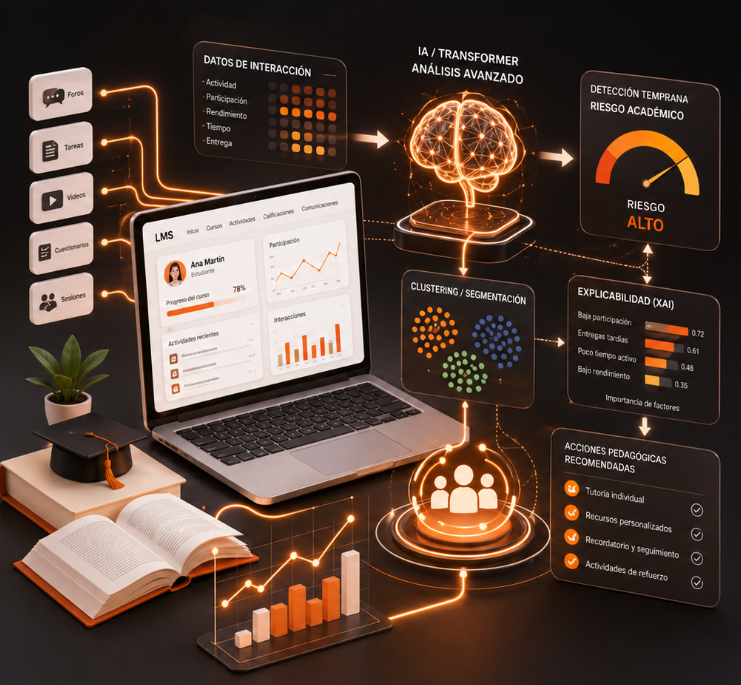 Foros
Tareas
Videos
Cuestionarios
Sesiones
DATOS DE INTERACCIÓN
Actividad
Participación
Rendimiento
Tiempo
Entrega
IA / TRANSFORMER
ANÁLISIS AVANZADO
DETECCIÓN TEMPRANA
RIESGO ACADÉMICO
RIESGO
ALTO
LMS Inicio Cursos Actividades Calificaciones Comunicaciones
Ana Martín
Estudiante
Progreso del curso 78%
Participación
Actividades recientes
Interacciones
CLUSTERING / SEGMENTACIÓN
EXPLICABILIDAD (XAI)
Baja participación 0.72
Entregas tardías 0.61
Poco tiempo activo 0.48
Bajo rendimiento 0.35
Importancia de factores
ACCIONES PEDAGÓGICAS
RECOMENDADAS
Tutoría individual
Recursos personalizados
Recordatorio y seguimiento
Actividades de refuerzo